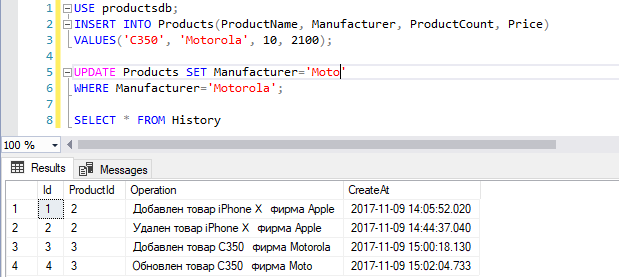 1 USE productsdb;
2 INSERT INTO Products(ProductName, Manufacturer, ProductCount, Price)
3 VALUES('C350', 'Motorola', 10, 2100);
4
5 UPDATE Products SET Manufacturer='Moto'
6 WHERE Manufacturer='Motorola';
7
8 SELECT * FROM History
100 %
Results Messages
Id ProductId Operation CreateAt
1 1 2 Добавлен товар iPhone X фирма Apple 2017-11-09 14:05:52.020
2 2 2 Удален товар iPhone X фирма Apple 2017-11-09 14:44:37.040
3 3 3 Добавлен товар C350 фирма Motorola 2017-11-09 15:00:18.130
4 4 3 Обновлен товар C350 фирма Moto 2017-11-09 15:02:04.733